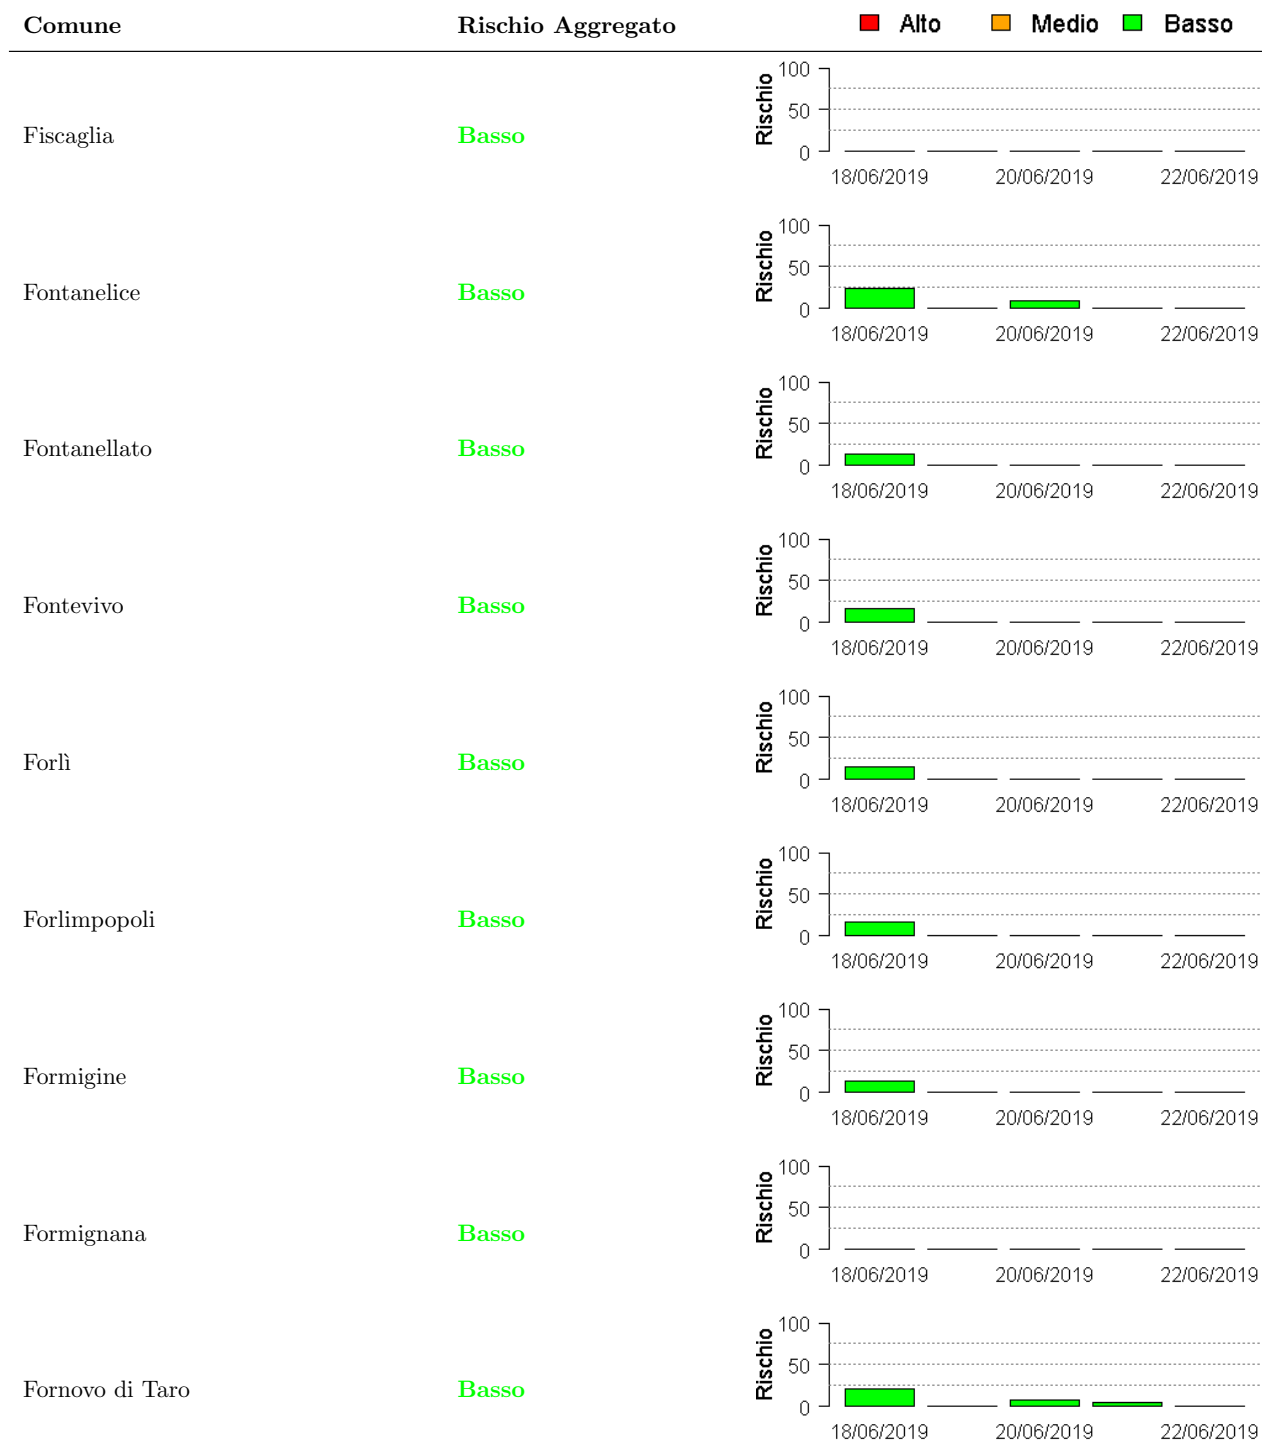 Comune Rischio Aggregato Alto Medio Basso
Fiscaglia Basso Rischio 0 50 100
18/06/2019 20/06/2019 22/06/2019
Fontanelice Basso Rischio 0 50 100
18/06/2019 20/06/2019 22/06/2019
Fontanellato Basso Rischio 0 50 100
18/06/2019 20/06/2019 22/06/2019
Fontevivo Basso Rischio 0 50 100
18/06/2019 20/06/2019 22/06/2019
Forlì Basso Rischio 0 50 100
18/06/2019 20/06/2019 22/06/2019
Forlimpopoli Basso Rischio 0 50 100
18/06/2019 20/06/2019 22/06/2019
Formigine Basso Rischio 0 50 100
18/06/2019 20/06/2019 22/06/2019
Formignana Basso Rischio 0 50 100
18/06/2019 20/06/2019 22/06/2019
Fornovo di Taro Basso Rischio 0 50 100
18/06/2019 20/06/2019 22/06/2019